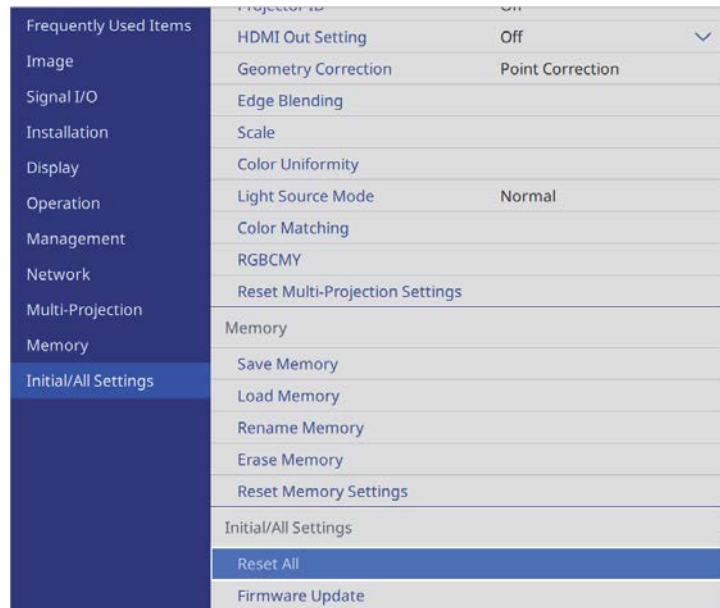 Frequently Used Items
Image
Signal I/O
Installation
Display
Operation
Management
Network
Multi-Projection
Memory
Initial/All Settings
Projector ID Off
HDMI Out Setting Off
Geometry Correction Point Correction
Edge Blending
Scale
Color Uniformity
Light Source Mode Normal
Color Matching
RGBCMY
Reset Multi-Projection Settings
Memory
Save Memory
Load Memory
Rename Memory
Erase Memory
Reset Memory Settings
Initial/All Settings
Reset All
Firmware Update